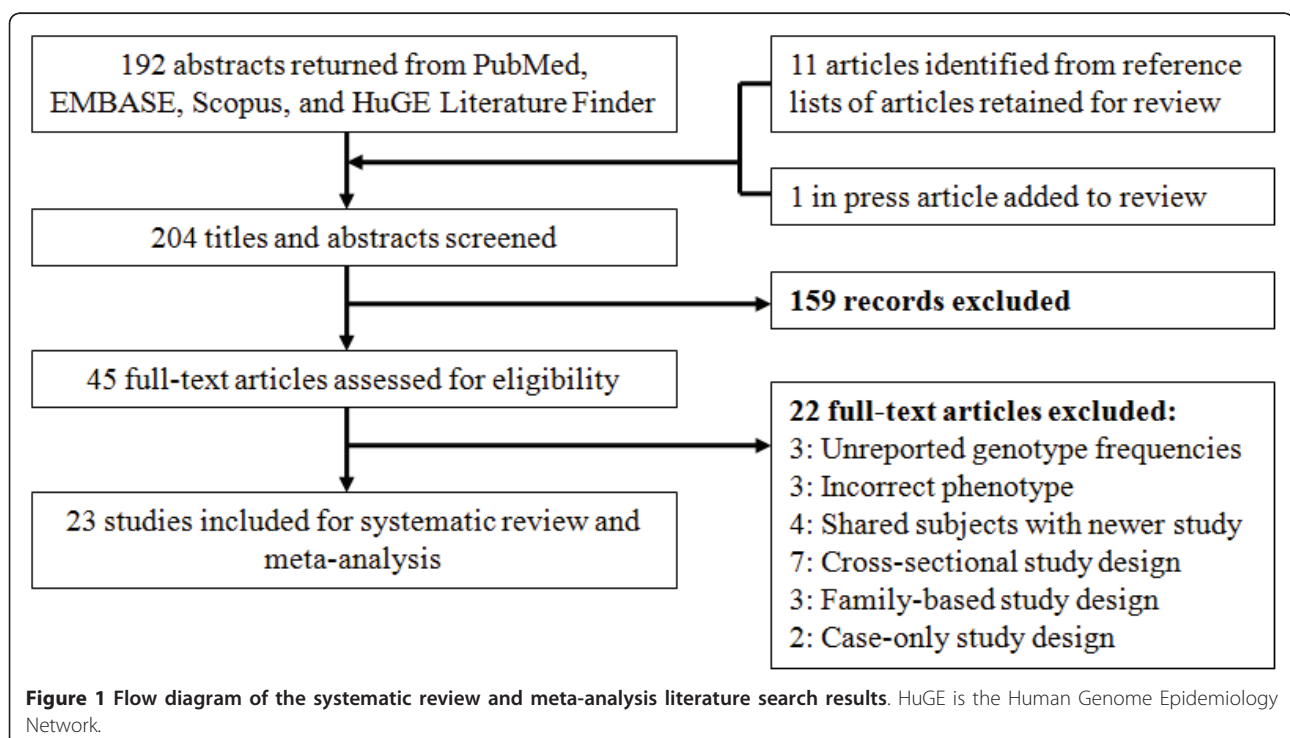 192 abstracts returned from PubMed,
EMBASE, Scopus, and HuGE Literature Finder
11 articles identified from reference
lists of articles retained for review
1 in press article added to review
204 titles and abstracts screened
159 records excluded
45 full-text articles assessed for eligibility
22 full-text articles excluded:
3: Unreported genotype frequencies
3: Incorrect phenotype
4: Shared subjects with newer study
7: Cross-sectional study design
3: Family-based study design
2: Case-only study design
23 studies included for systematic review and
meta-analysis
Figure 1 Flow diagram of the systematic review and meta-analysis literature search results. HuGE is the Human Genome Epidemiology
Network.